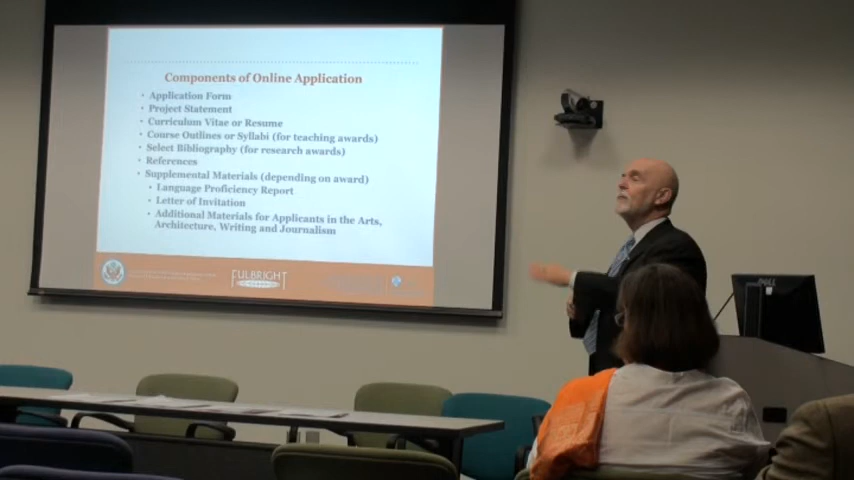 Components of Online Application
• Application Form
• Project Statement
• Curriculum Vitae or Resume
• Course Outlines or Syllabi (for teaching awards)
• Select Bibliography (for research awards)
• References
• Supplemental Materials (depending on award)
• Language Proficiency Report
• Letter of Invitation
• Additional Materials for Applicants in the Arts,
Architecture, Writing and Journalism
FULBRIGHT
DELL